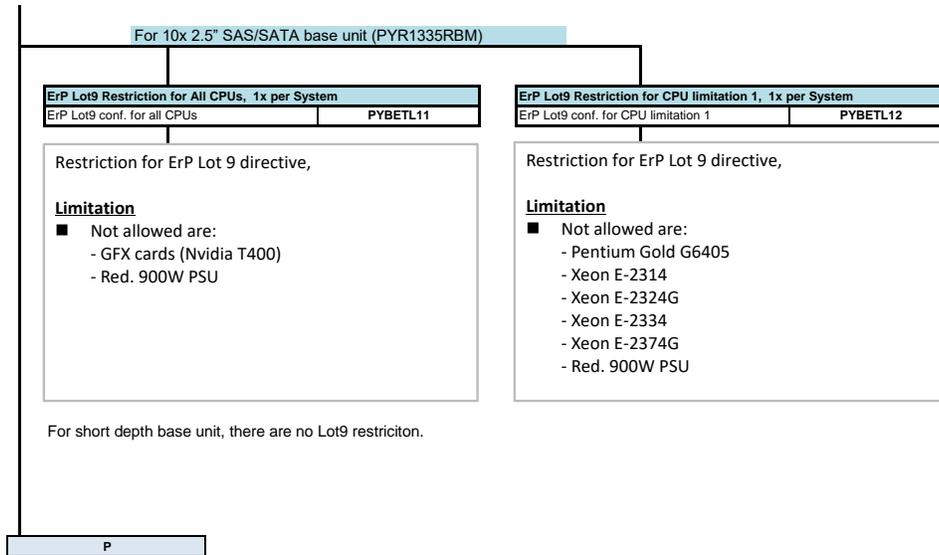 For 10x 2.5” SAS/SATA base unit (PYR1335RBM)
ErP Lot9 Restriction for All CPUs, 1x per System
ErP Lot9 conf. for all CPUs PYBETL11
Restriction for ErP Lot 9 directive,
Limitation
■ Not allowed are:
- GFX cards (Nvidia T400)
- Red. 900W PSU
ErP Lot9 Restriction for CPU limitation 1, 1x per System
ErP Lot9 conf. for CPU limitation 1 PYBETL12
Restriction for ErP Lot 9 directive,
Limitation
■ Not allowed are:
- Pentium Gold G6405
- Xeon E-2314
- Xeon E-2324G
- Xeon E-2334
- Xeon E-2374G
- Red. 900W PSU
For short depth base unit, there are no Lot9 restriciton.
P